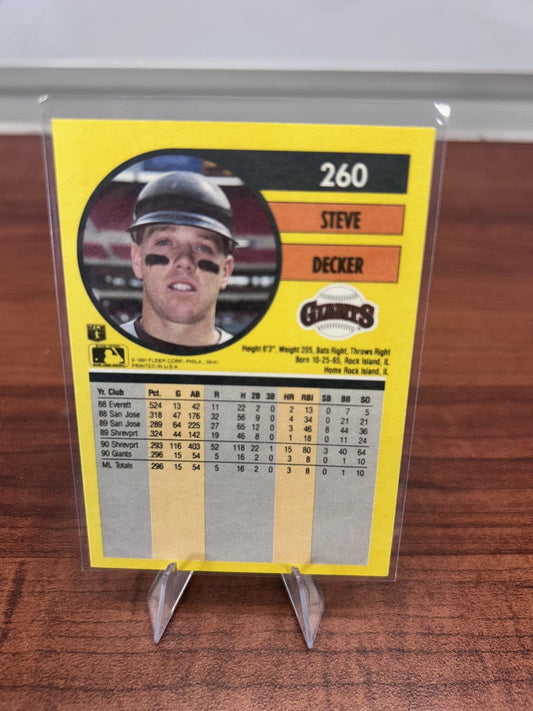 260
STEVE
DECKER
GIANTS
© 1991 FLEER CORP., PHILA., 19141
PRINTED IN U.S.A.
Height 6'3", Weight 205, Bats Right, Throws Right
Born 10-25-65, Rock Island, IL
Home Rock Island, IL
Yr. Club Pct. G AB R H 2B 3B HR RBI SB BB SO
88 Everett .524 13 42 11 22 2 0 2 13 0 7 5
88 San Jose .318 47 176 32 56 9 0 4 34 0 21 21
89 San Jose .289 64 225 27 65 12 0 3 46 8 44 36
89 Shrevprt .324 44 142 19 46 8 0 1 18 0 11 24
90 Shrevprt .293 116 403 52 118 22 1 15 80 3 40 64
90 Giants .296 15 54 5 16 2 0 3 8 0 1 10
ML Totals .296 15 54 5 16 2 0 3 8 0 1 10